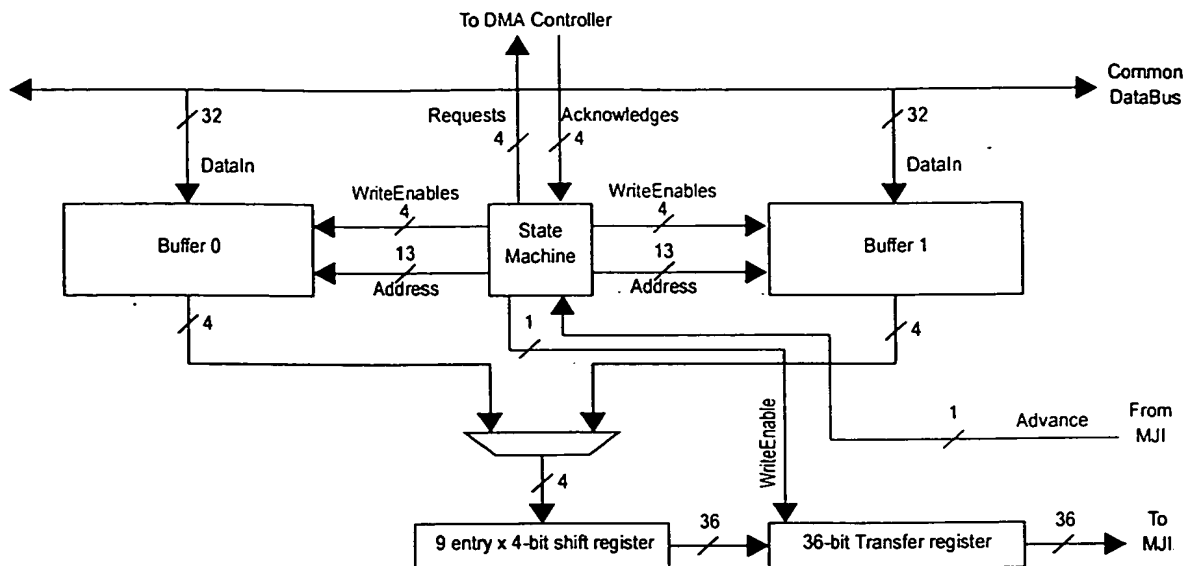 To DMA Controller
Common
DataBus
32
Requests
4
Acknowledges
4
32
DataIn
DataIn
WriteEnables
4
WriteEnables
4
Buffer 0
State
Machine
Buffer 1
13
Address
13
Address
4
1
4
WriteEnable
1
Advance
From
MJI
4
9 entry x 4-bit shift register
36
36-bit Transfer register
36
To
MJI